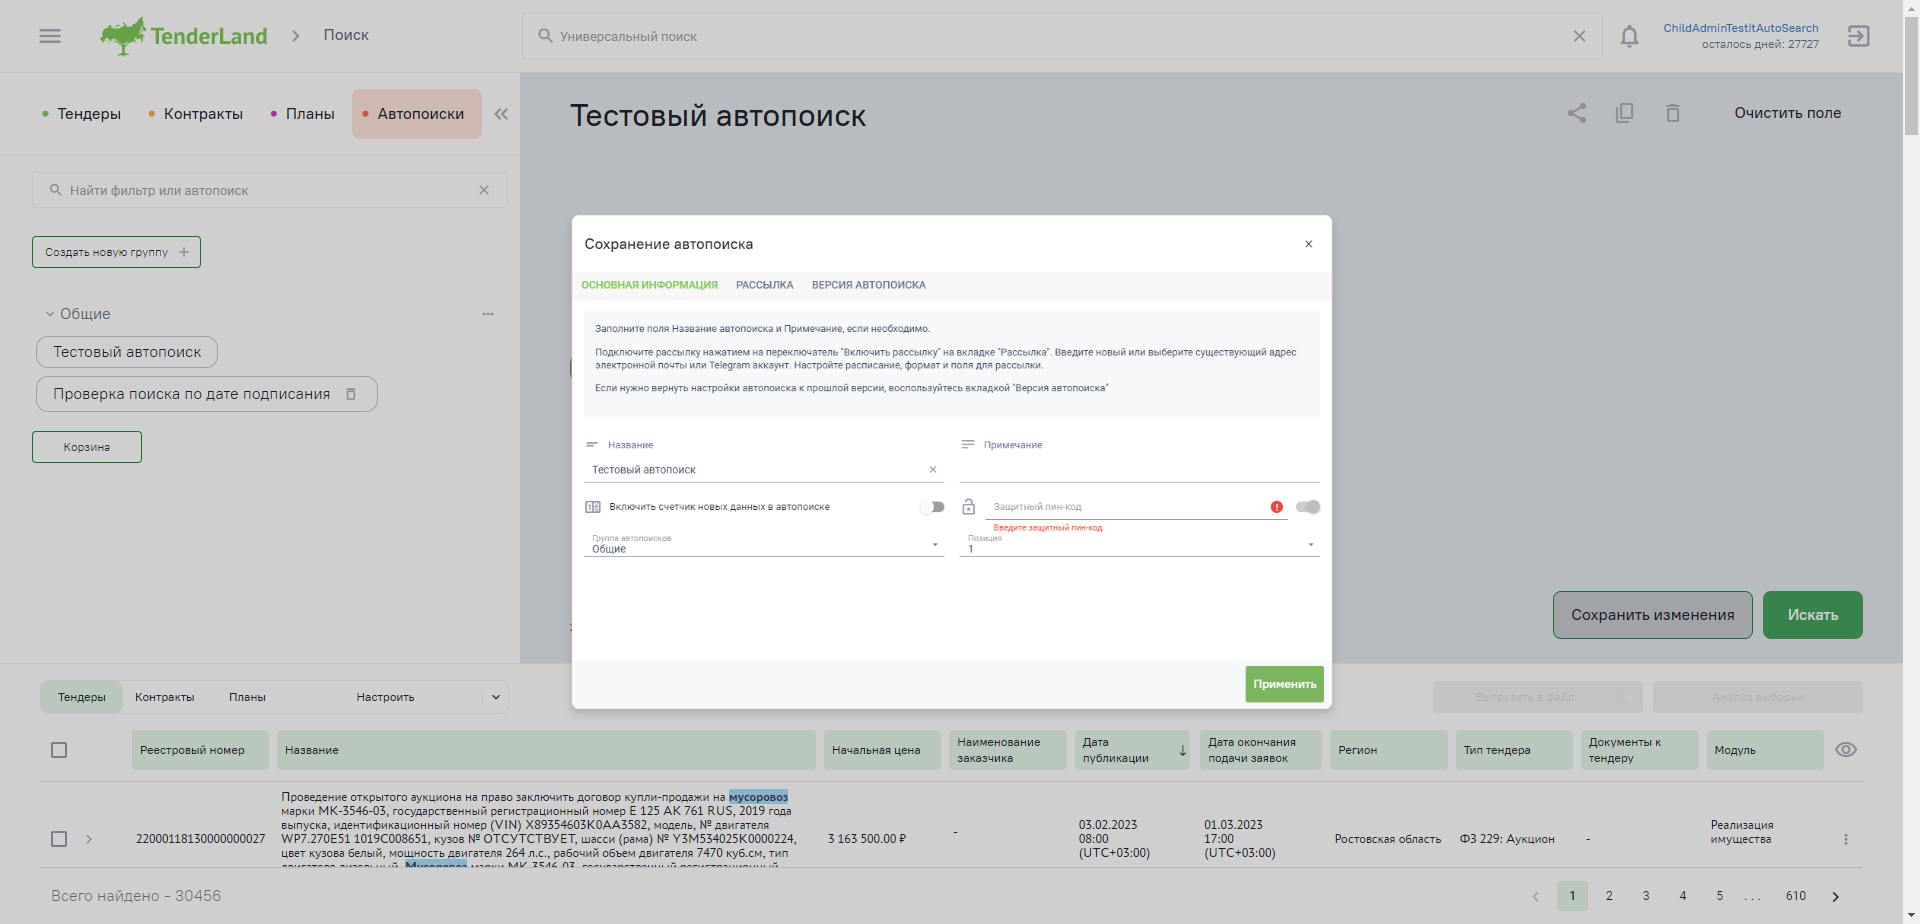 TenderLand
Поиск
Универсальный поиск
ChildAdminTestitAutoSearch
осталось дней: 27727
Тендеры
Контракты
Планы
Автопоиски
Тестовый автопоиск
Очистить поле
Найти фильтр или автопоиск
Создать новую группу
Общие
Тестовый автопоиск
Проверка поиска по дате подписания
Корзина
Сохранение автопоиска
ОСНОВНАЯ ИНФОРМАЦИЯ
РАССЫЛКА
ВЕРСИЯ АВТОПОИСКА
Заполните поля Название автопоиска и Примечание, если необходимо.
Подключите рассылку нажатием на переключатель "Включить рассылку" на вкладке "Рассылка". Введите новый или выберите существующий адрес
электронной почты или Telegram аккаунт. Настройте расписание, формат и поля для рассылки.
Если нужно вернуть настройки автопоиска к прошлой версии, воспользуйтесь вкладкой "Версия автопоиска"
Название
Примечание
Тестовый автопоиск
Включить счетчик новых данных в автопоиске
Защитный пин-код
Введите защитный пин-код
Группа автопоисков
Общие
Позиция
1
Применить
Сохранить изменения
Искать
Тендеры
Контракты
Планы
Настроить
Выгрузить в файл
Анализ выборки
Реестровый номер
Название
Начальная цена
Наименование
заказчика
Дата
публикации
Дата окончания
подачи заявок
Регион
Тип тендера
Документы к
тендеру
Модуль
22000118130000000027
Проведение открытого аукциона на право заключить договор купли-продажи на мусоровоз
марки МК-3546-03, государственный регистрационный номер Е 125 АК 761 RUS, 2019 года
выпуска, идентификационный номер (VIN) X89354603K0AA3582, модель, № двигателя
WP7.270E51 1019C008651, кузов № ОТСУТСТВУЕТ, шасси (рама) № Y3M534025K0000224,
цвет кузова белый, мощность двигателя 264 л.с., рабочий объем двигателя 7470 куб.см, тип
двигателя дизельный. Мусоровоз марки МК-3546-03, государственный регистрационный
3 163 500.00 ₽
-
03.02.2023
08:00
(UTC+03:00)
01.03.2023
17:00
(UTC+03:00)
Ростовская область
ФЗ 229: Аукцион
-
Реализация
имущества
Всего найдено - 30456
1 2 3 4 5 ... 610